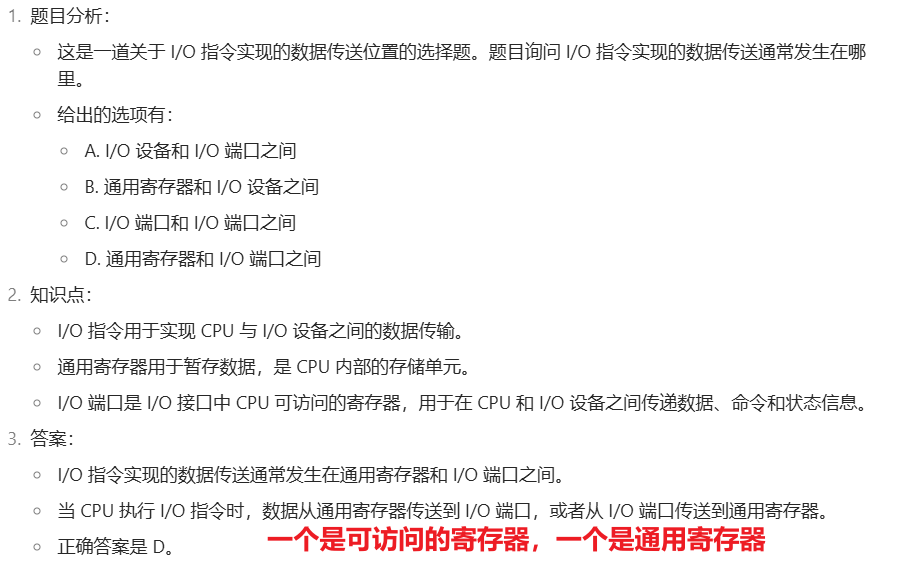 1. 题目分析：
这是一道关于 I/O 指令实现的数据传送位置的选择题。题目询问 I/O 指令实现的数据传送通常发生在哪
里。
给出的选项有：
A. I/O 设备和 I/O 端口之间
B. 通用寄存器和 I/O 设备之间
C. I/O 端口和 I/O 端口之间
D. 通用寄存器和 I/O 端口之间
2. 知识点：
I/O 指令用于实现 CPU 与 I/O 设备之间的数据传输。
通用寄存器用于暂存数据，是 CPU 内部的存储单元。
I/O 端口是 I/O 接口中 CPU 可访问的寄存器，用于在 CPU 和 I/O 设备之间传递数据、命令和状态信息。
3. 答案：
I/O 指令实现的数据传送通常发生在通用寄存器和 I/O 端口之间。
当 CPU 执行 I/O 指令时，数据从通用寄存器传送到 I/O 端口，或者从 I/O 端口传送到通用寄存器。
正确答案是 D。
一个是可访问的寄存器，一个是通用寄存器